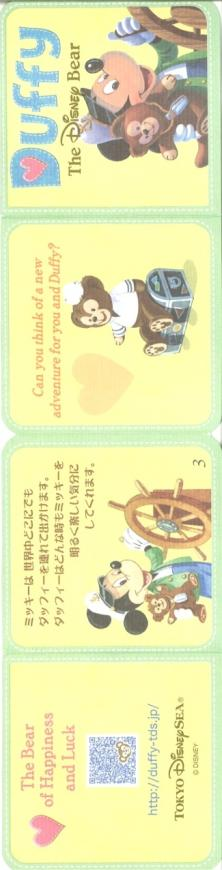 Duffy
The Disney Bear
Can you think of a new
adventure for you and Duffy?
ミッキーは 世界中どこにでも
ダッフィーを連れて出かけます。
ダッフィーはどんな時もミッキーを
明るく楽しい気分に
してくれます。
3
The Bear
of Happiness
and Luck
http://duffy-tds.jp/
TOKYO DISNEY SEA®
© DISNEY